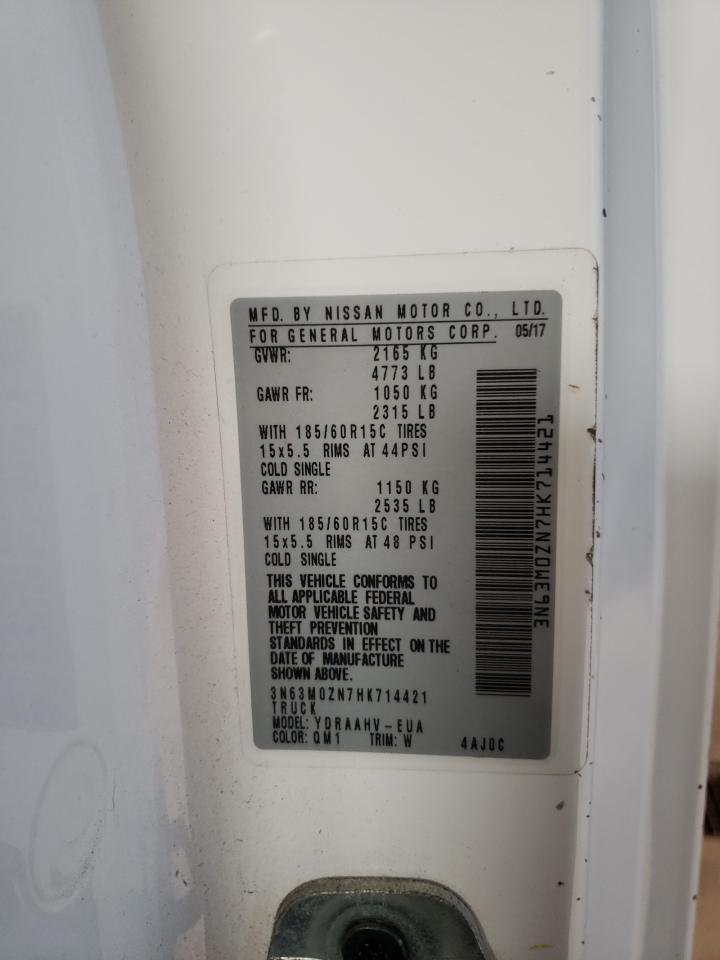 MFD. BY NISSAN MOTOR CO., LTD.
FOR GENERAL MOTORS CORP. 05/17
GVWR: 2165 KG
4773 LB
GAWR FR: 1050 KG
2315 LB
WITH 185/60R15C TIRES
15x5.5 RIMS AT 44PSI
COLD SINGLE
GAWR RR: 1150 KG
2535 LB
WITH 185/60R15C TIRES
15x5.5 RIMS AT 48 PSI
COLD SINGLE
THIS VEHICLE CONFORMS TO
ALL APPLICABLE FEDERAL
MOTOR VEHICLE SAFETY AND
THEFT PREVENTION
STANDARDS IN EFFECT ON THE
DATE OF MANUFACTURE
SHOWN ABOVE.
3N63M0ZN7HK714421
TRUCK
MODEL: YDRAAHV-EUA
COLOR: QM1 TRIM: W 4AJ0C
3N63M0ZN7HK714421